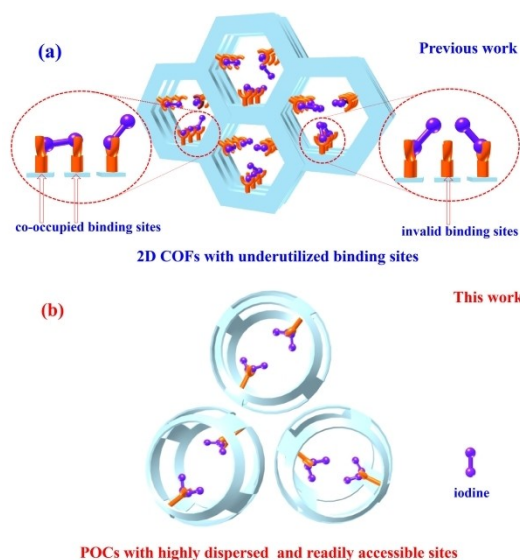 (a)
Previous work
co-occupied binding sites
invalid binding sites
2D COFs with underutilized binding sites
(b)
This work
iodine
POCs with highly dispersed and readily accessible sites